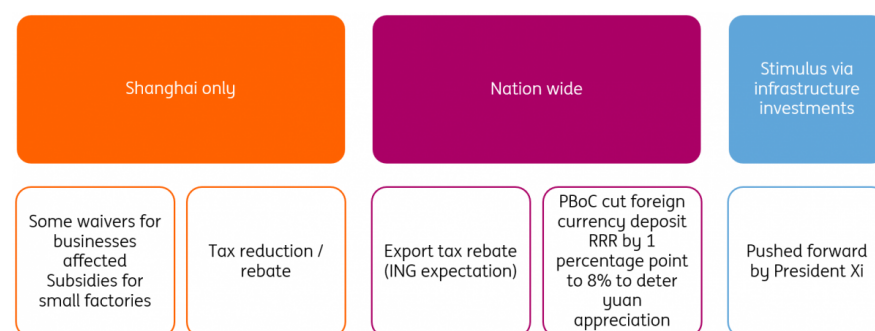 Shanghai only
Nation wide
Stimulus via
infrastructure
investments
Some waivers for
businesses
affected
Subsidies for
small factories
Tax reduction /
rebate
Export tax rebate
(ING expectation)
PBoC cut foreign
currency deposit
RRR by 1
percentage point
to 8% to deter
yuan
appreciation
Pushed forward
by President Xi